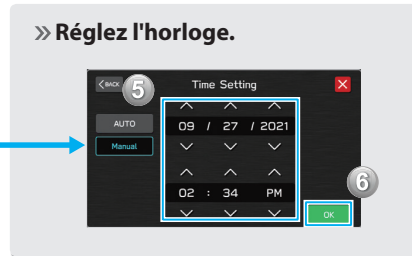 » Réglez l'horloge.
< BACK
5
Time Setting
X
AUTO
09 / 27 / 2021
Manual
02 : 34 PM
6
OK